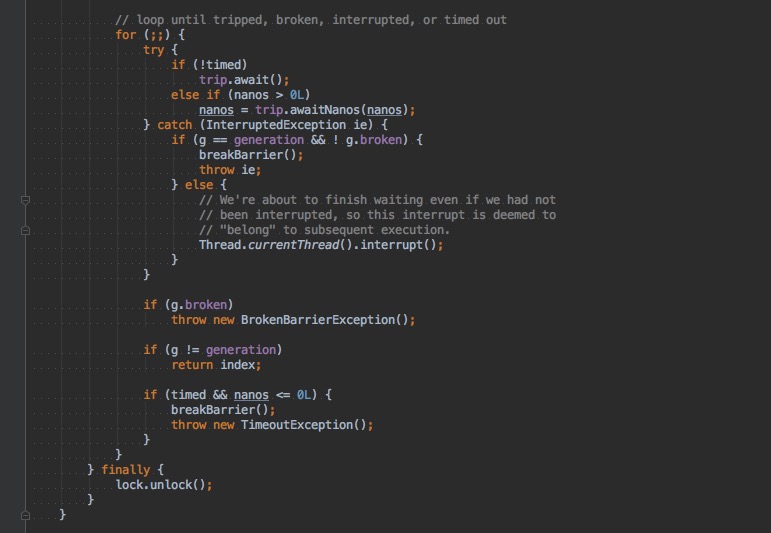 // loop until tripped, broken, interrupted, or timed out
for (;;) {
try {
if (!timed)
trip.await();
else if (nanos > 0L)
nanos = trip.awaitNanos(nanos);
} catch (InterruptedException ie) {
if (g == generation && ! g.broken) {
breakBarrier();
throw ie;
} else {
// We're about to finish waiting even if we had not
// been interrupted, so this interrupt is deemed to
// "belong" to subsequent execution.
Thread.currentThread().interrupt();
}
}
if (g.broken)
throw new BrokenBarrierException();
if (g != generation)
return index;
if (timed && nanos <= 0L) {
breakBarrier();
throw new TimeoutException();
}
}
} finally {
lock.unlock();
}
}